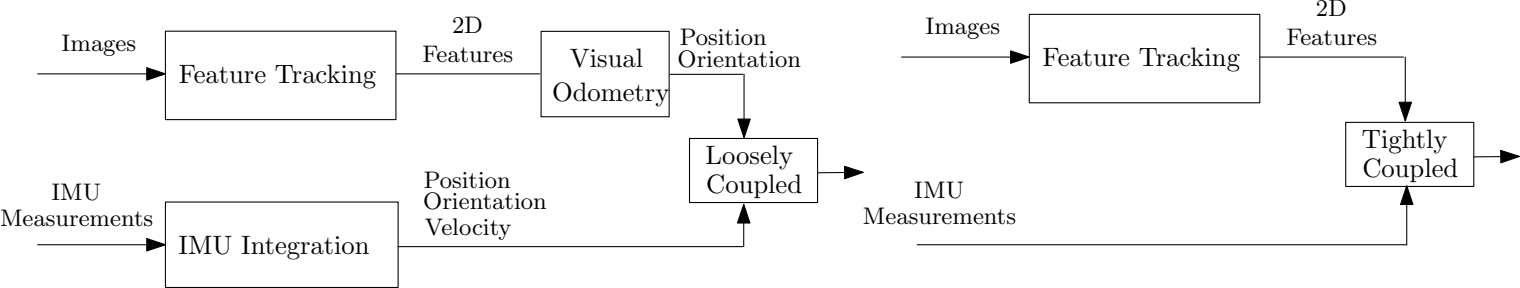 Images
Feature Tracking
2D
Features
Visual
Odometry
Position
Orientation
Loosely
Coupled
IMU
Measurements
IMU Integration
Position
Orientation
Velocity
Images
Feature Tracking
2D
Features
Tightly
Coupled
IMU
Measurements